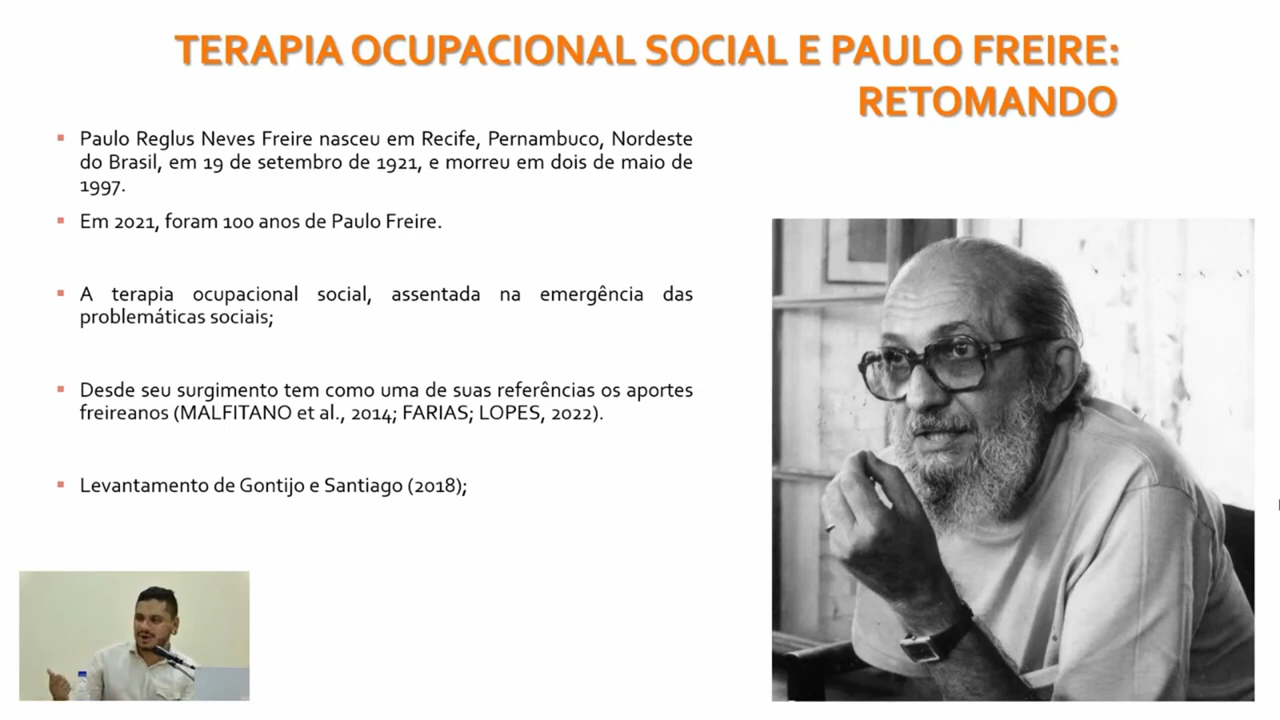 TERAPIA OCUPACIONAL SOCIAL E PAULO FREIRE:
RETOMANDO
▪ Paulo Reglus Neves Freire nasceu em Recife, Pernambuco, Nordeste
do Brasil, em 19 de setembro de 1921, e morreu em dois de maio de
1997.
▪ Em 2021, foram 100 anos de Paulo Freire.
▪ A terapia ocupacional social, assentada na emergência das
problemáticas sociais;
▪ Desde seu surgimento tem como uma de suas referências os aportes
freireanos (MALFITANO et al., 2014; FARIAS; LOPES, 2022).
▪ Levantamento de Gontijo e Santiago (2018);